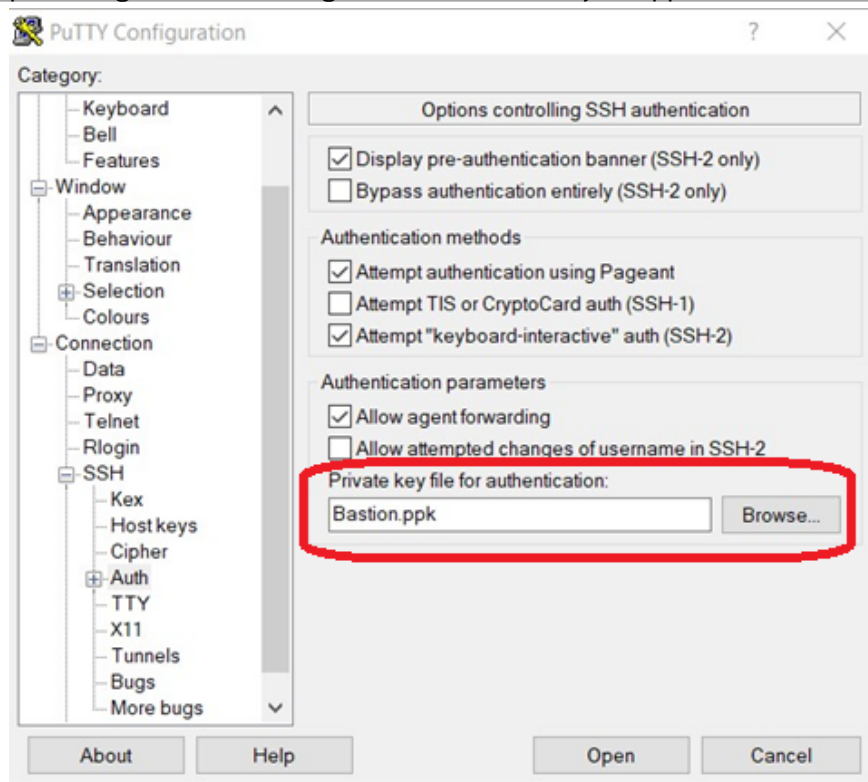 PuTTY Configuration
Category:
Keyboard
Bell
Features
Window
Appearance
Behaviour
Translation
Selection
Colours
Connection
Data
Proxy
Telnet
Rlogin
SSH
Kex
Host keys
Cipher
Auth
TTY
X11
Tunnels
Bugs
More bugs
Options controlling SSH authentication
Display pre-authentication banner (SSH-2 only)
Bypass authentication entirely (SSH-2 only)
Authentication methods
Attempt authentication using Pageant
Attempt TIS or CryptoCard auth (SSH-1)
Attempt "keyboard-interactive" auth (SSH-2)
Authentication parameters
Allow agent forwarding
Allow attempted changes of username in SSH-2
Private key file for authentication:
Bastion.ppk
Browse...
About
Help
Open
Cancel